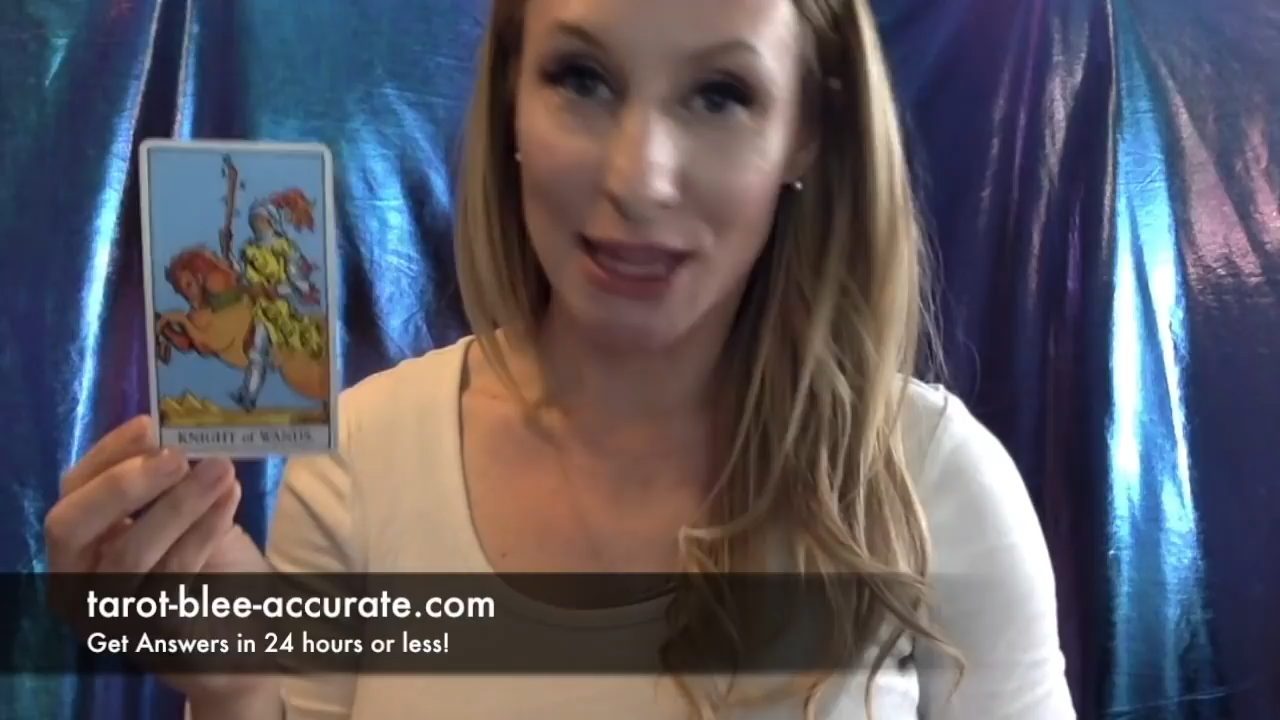 KNIGHT of WANDS.
tarot-blee-accurate.com
Get Answers in 24 hours or less!